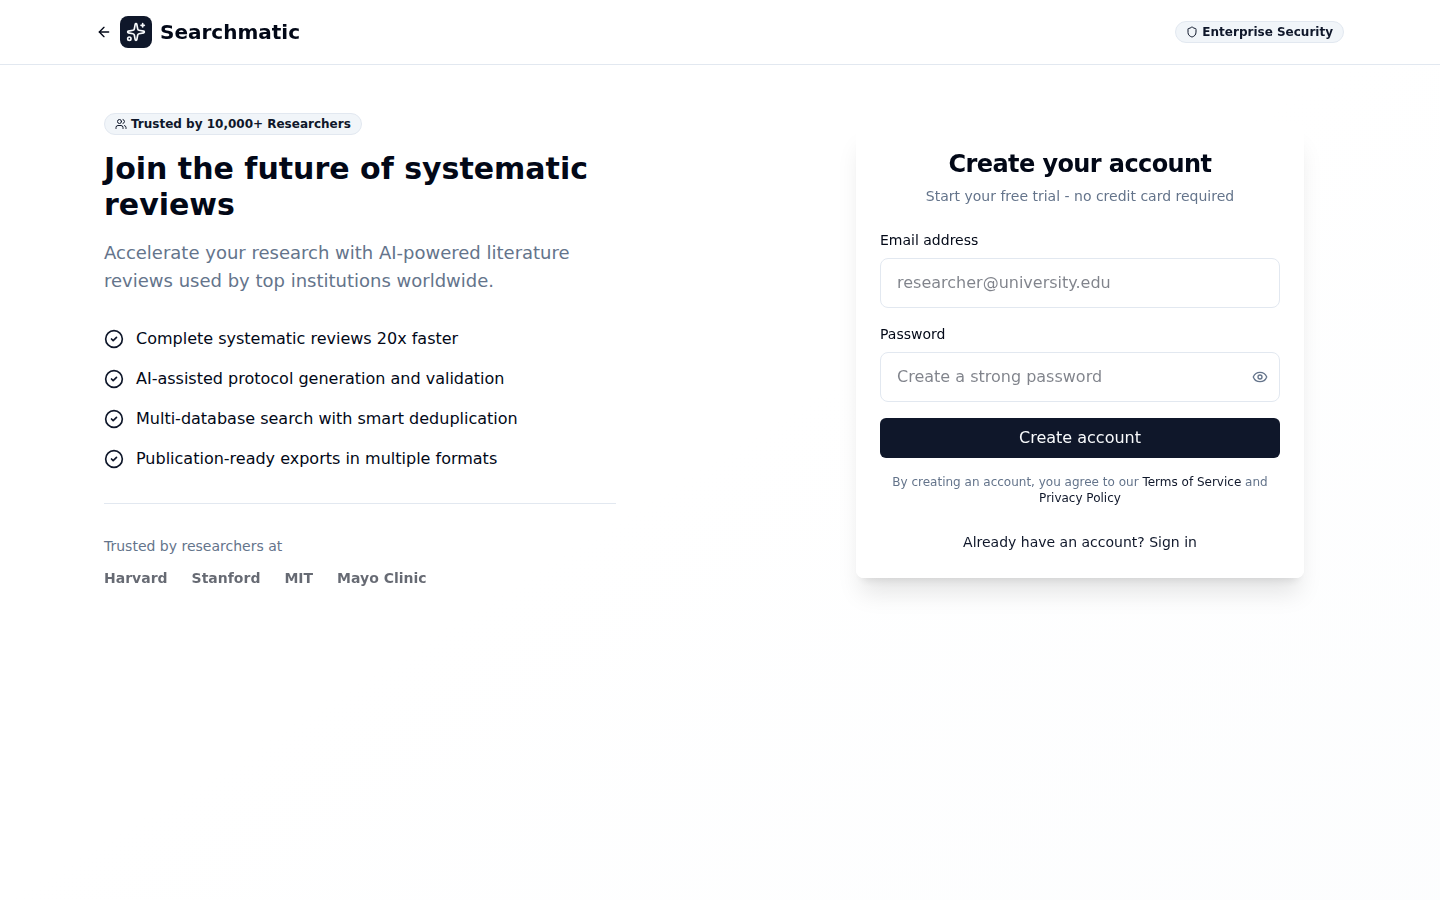 Searchmatic
Enterprise Security
Trusted by 10,000+ Researchers
Join the future of systematic
reviews
Accelerate your research with AI-powered literature
reviews used by top institutions worldwide.
Complete systematic reviews 20x faster
AI-assisted protocol generation and validation
Multi-database search with smart deduplication
Publication-ready exports in multiple formats
Trusted by researchers at
Harvard Stanford MIT Mayo Clinic
Create your account
Start your free trial - no credit card required
Email address
researcher@university.edu
Password
Create a strong password
Create account
By creating an account, you agree to our Terms of Service and
Privacy Policy
Already have an account? Sign in